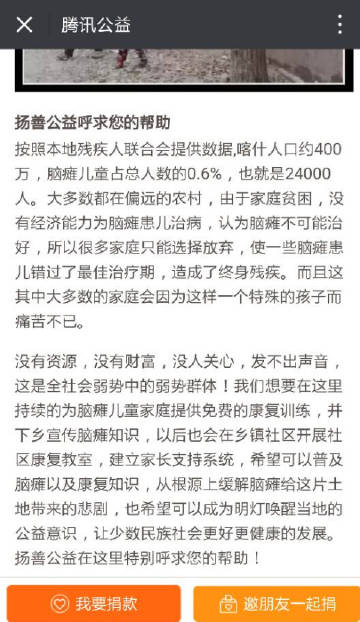 腾讯公益
扬善公益呼求您的帮助
按照本地残疾人联合会提供数据,喀什人口约400
万，脑瘫儿童占总人数的0.6%，也就是24000
人。大多数都在偏远的农村，由于家庭贫困，没
有经济能力为脑瘫患儿治病，认为脑瘫不可能治
好，所以很多家庭只能选择放弃，使一些脑瘫患
儿错过了最佳治疗期，造成了终身残疾。而且这
其中大多数的家庭会因为这样一个特殊的孩子而
痛苦不已。
没有资源，没有财富，没人关心，发不出声音，
这是全社会弱势中的弱势群体！我们想要在这里
持续的为脑瘫儿童家庭提供免费的康复训练，并
下乡宣传脑瘫知识，以后也会在乡镇社区开展社
区康复教室，建立家长支持系统，希望可以普及
脑瘫以及康复知识，从根源上缓解脑瘫给这片土
地带来的悲剧，也希望可以成为明灯唤醒当地的
公益意识，让少数民族社会更好更健康的发展。
扬善公益在这里特别呼求您的帮助！
我要捐款
邀朋友一起捐